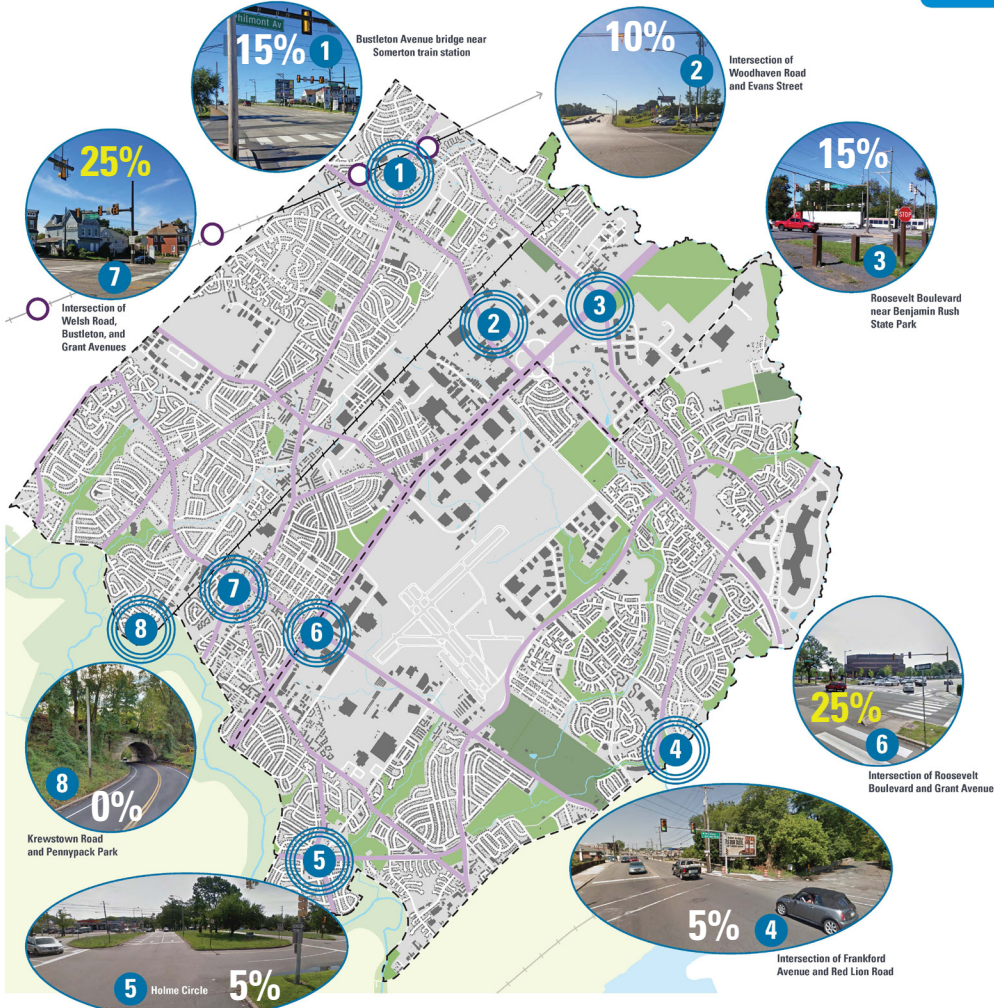 Philmont Av
15%
1
Bustleton Avenue bridge near
Somerton train station
10%
2
Intersection of
Woodhaven Road
and Evans Street
25%
7
Intersection of
Welsh Road,
Bustleton, and
Grant Avenues
15%
STOP
3
Roosevelt Boulevard
near Benjamin Rush
State Park
1
2
3
7
8
6
4
5
8
0%
Krewstown Road
and Pennypack Park
25%
6
Intersection of Roosevelt
Boulevard and Grant Avenue
5%
4
Intersection of Frankford
Avenue and Red Lion Road
5
Holme Circle
5%